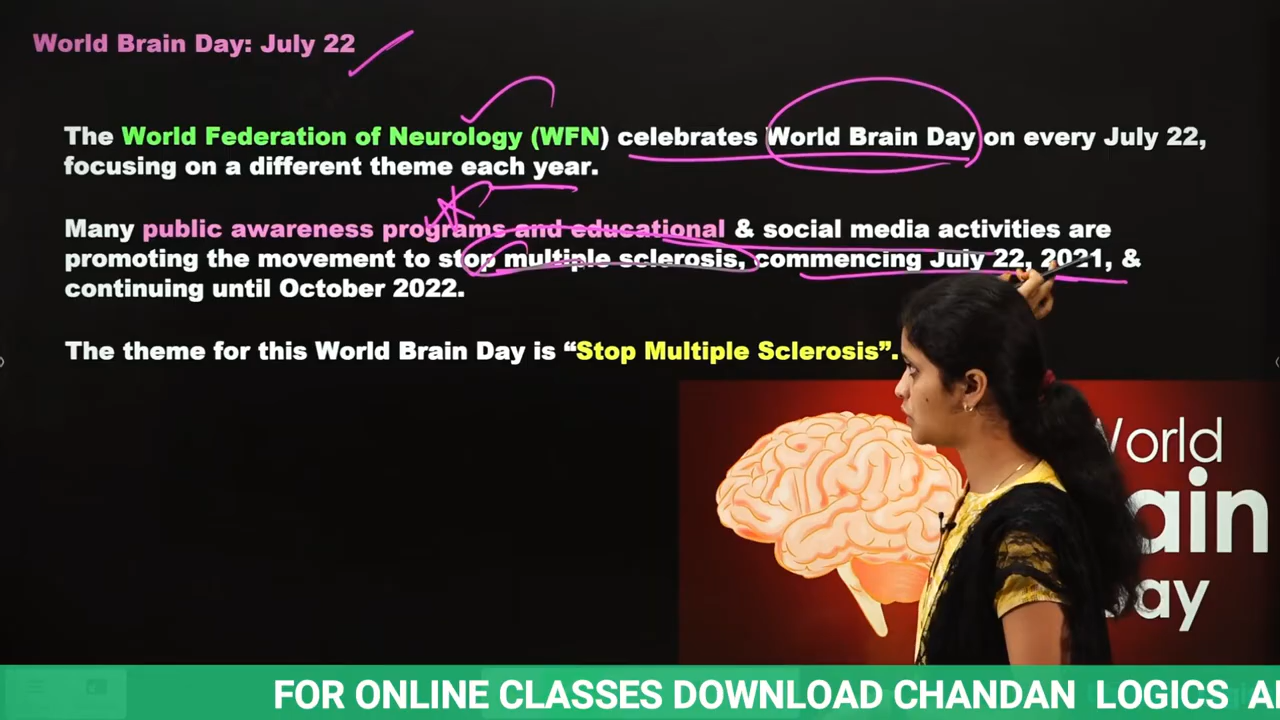 World Brain Day: July 22
The World Federation of Neurology (WFN) celebrates World Brain Day on every July 22,
focusing on a different theme each year.
Many public awareness programs and educational & social media activities are
promoting the movement to stop multiple sclerosis, commencing July 22, 2021, &
continuing until October 2022.
The theme for this World Brain Day is “Stop Multiple Sclerosis”.
World
ain
ay
FOR ONLINE CLASSES DOWNLOAD CHANDAN LOGICS